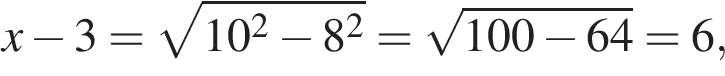 x − 3 = √(10² − 8²) = √(100 − 64) = 6,